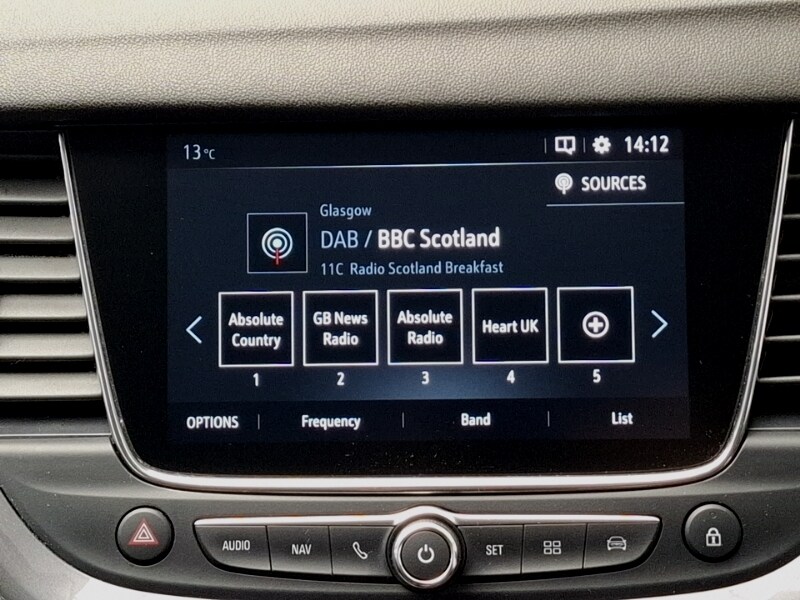 13°C
14:12
SOURCES
Glasgow
DAB / BBC Scotland
11C Radio Scotland Breakfast
Absolute
Country
GB News
Radio
Absolute
Radio
Heart UK
1 2 3 4 5
OPTIONS | Frequency | Band | List
AUDIO NAV SET